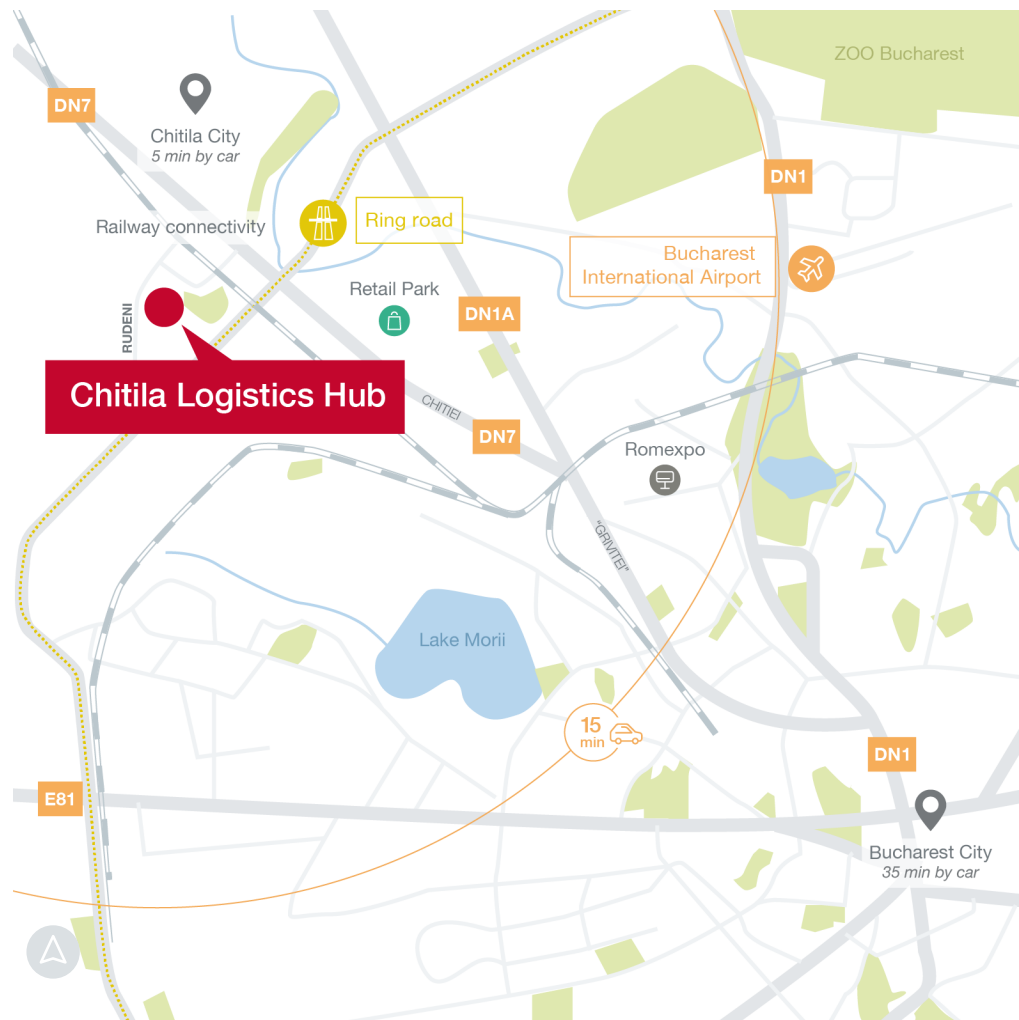 ZOO Bucharest
DN7
Chitila City
5 min by car
DN1
Railway connectivity
Ring road
Bucharest
International Airport
Retail Park
DN1A
RUDENI
Chitila Logistics Hub
CHITIEI
DN7
Romexpo
"GRIVITEI"
Lake Morii
15
min
DN1
E81
Bucharest City
35 min by car